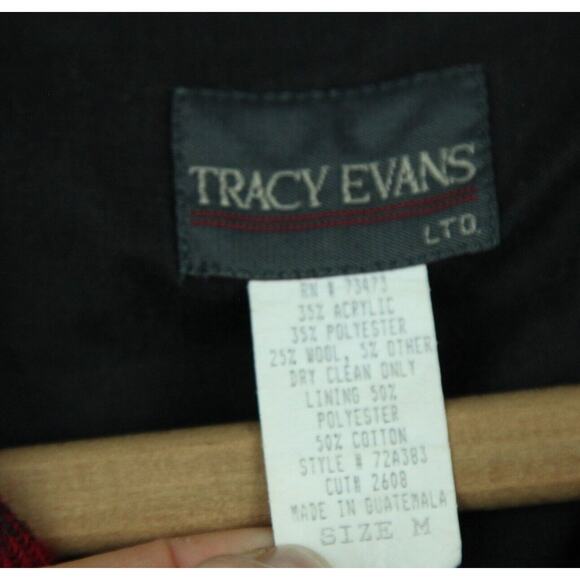 TRACY EVANS
LTD.
RN # 73473
35% ACRYLIC
35% POLYESTER
25% WOOL, 5% OTHER
DRY CLEAN ONLY
LINING 50%
POLYESTER
50% COTTON
STYLE # 72A383
CUT# 2608
MADE IN GUATEMALA
SIZE M